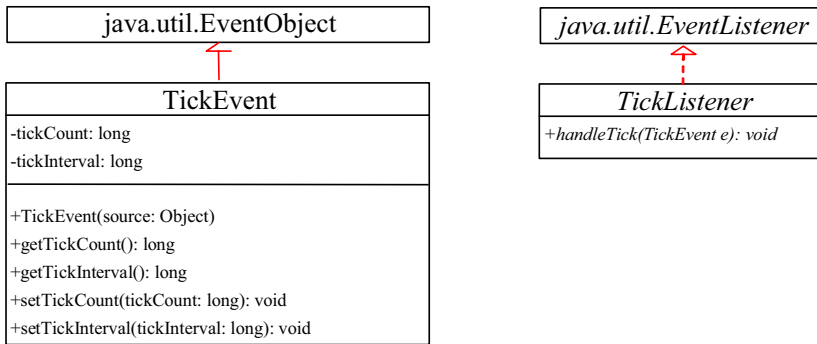 java.util.EventObject
TickEvent
-tickCount: long
-tickInterval: long
+TickEvent(source: Object)
+getTickCount(): long
+getTickInterval(): long
+setTickCount(tickCount: long): void
+setTickInterval(tickInterval: long): void
java.util.EventListener
TickListener
+handleTick(TickEvent e): void